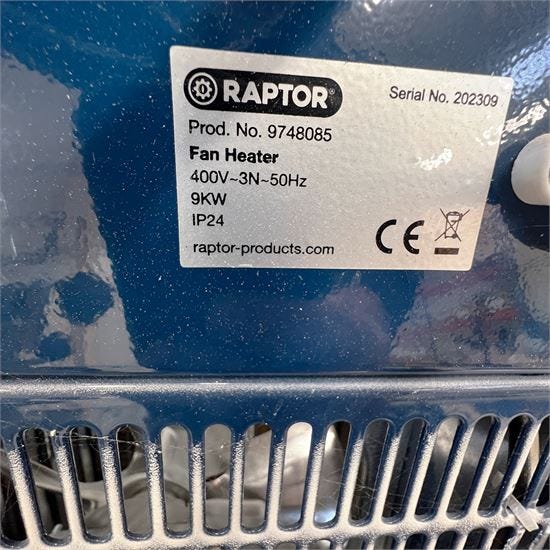 RAPTOR
Serial No. 202309
Prod. No. 9748085
Fan Heater
400V~3N~50Hz
9KW
IP24
raptor-products.com
CE